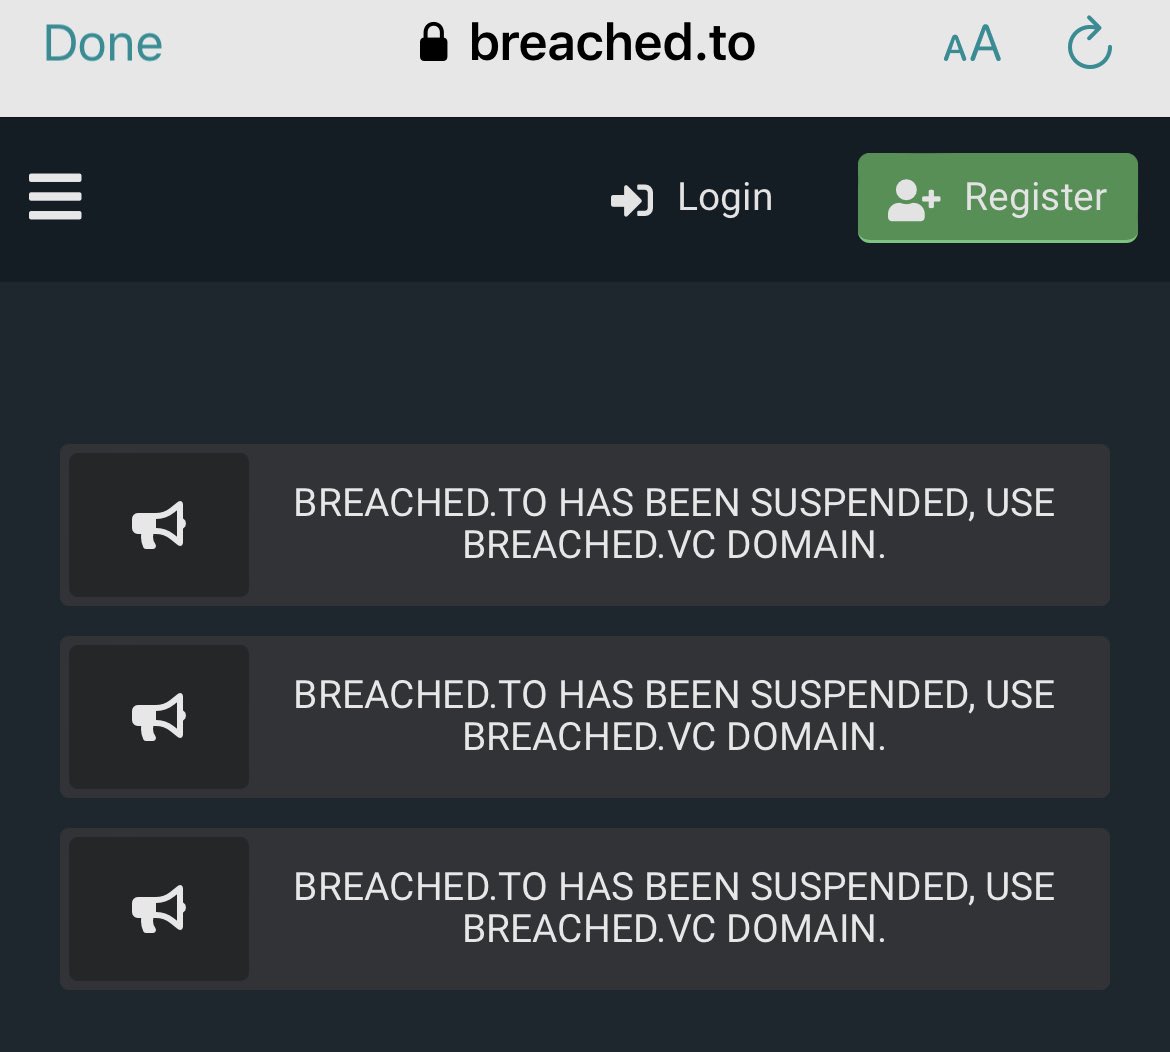 Done
breached.to
AA
Login
Register
BREACHED.TO HAS BEEN SUSPENDED, USE
BREACHED.VC DOMAIN.
BREACHED.TO HAS BEEN SUSPENDED, USE
BREACHED.VC DOMAIN.
BREACHED.TO HAS BEEN SUSPENDED, USE
BREACHED.VC DOMAIN.